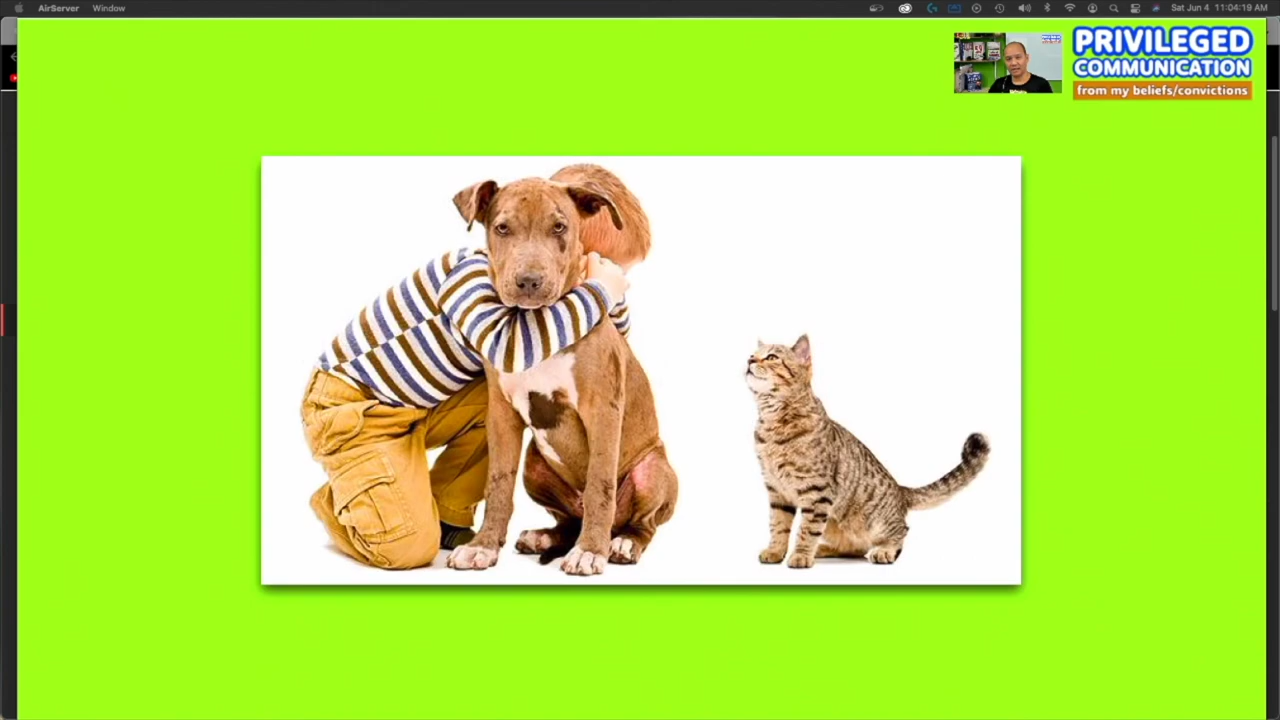 AirServer Window Sat Jun 4 11:04:19 AM
PRIVILEGED
COMMUNICATION
from my beliefs/convictions